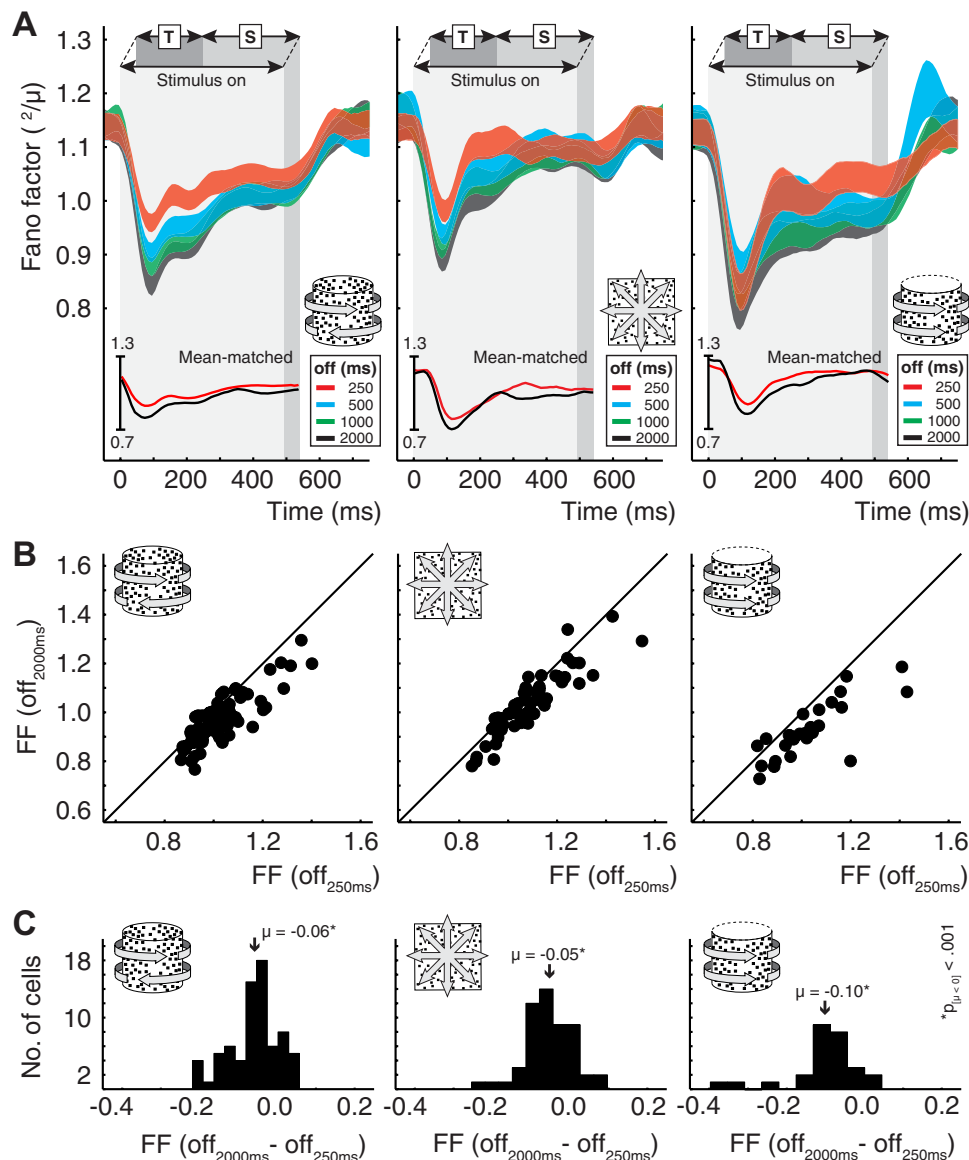 A
1.3
1.2
1.1
1.0
0.9
0.8
Fano factor ( ²/µ)
T S
Stimulus on
Mean-matched
1.3
0.7
off (ms)
250
500
1000
2000
0 200 400 600
Time (ms)
T S
Stimulus on
Mean-matched
1.3
0.7
off (ms)
250
500
1000
2000
0 200 400 600
Time (ms)
T S
Stimulus on
Mean-matched
1.3
0.7
off (ms)
250
500
1000
2000
0 200 400 600
Time (ms)
B
1.6
1.4
1.2
1.0
0.8
0.6
FF (off2000ms)
0.8 1.2 1.6
FF (off250ms)
0.8 1.2 1.6
FF (off250ms)
0.8 1.2 1.6
FF (off250ms)
C
18
10
2
No. of cells
µ = -0.06*
-0.4 -0.2 0.0 0.2
FF (off2000ms- off250ms)
µ = -0.05*
-0.4 -0.2 0.0 0.2
FF (off2000ms- off250ms)
µ = -0.10*
*p[µ < 0] < .001
-0.4 -0.2 0.0 0.2
FF (off2000ms- off250ms)